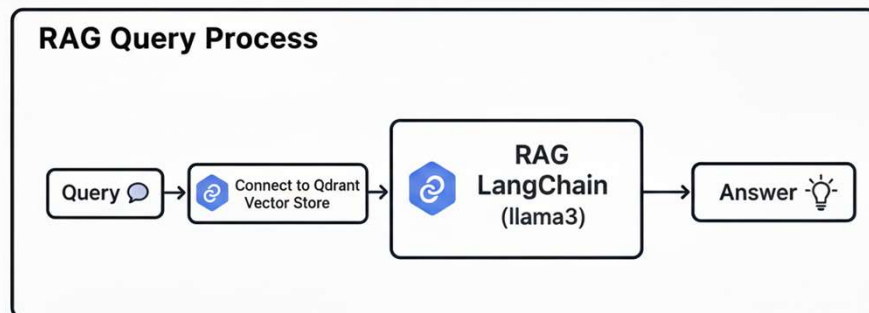 RAG Query Process
Query
Connect to Qdrant
Vector Store
RAG
LangChain
(llama3)
Answer